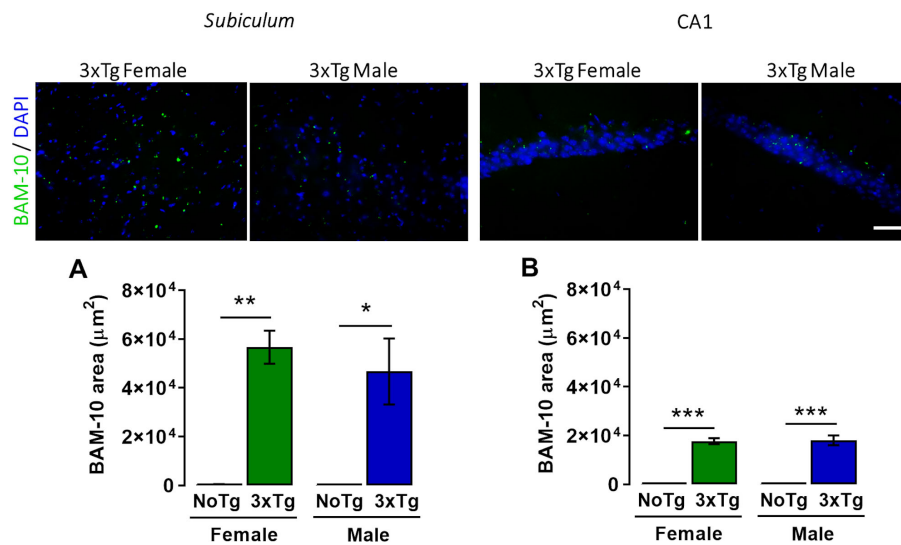 Subiculum
CA1
3xTg Female
3xTg Male
3xTg Female
3xTg Male
BAM-10 / DAPI
A
BAM-10 area (μm²)
8×10⁴
6×10⁴
4×10⁴
2×10⁴
0
**
*
NoTg 3xTg NoTg 3xTg
Female Male
B
BAM-10 area (μm²)
8×10⁴
6×10⁴
4×10⁴
2×10⁴
0
***
***
NoTg 3xTg NoTg 3xTg
Female Male